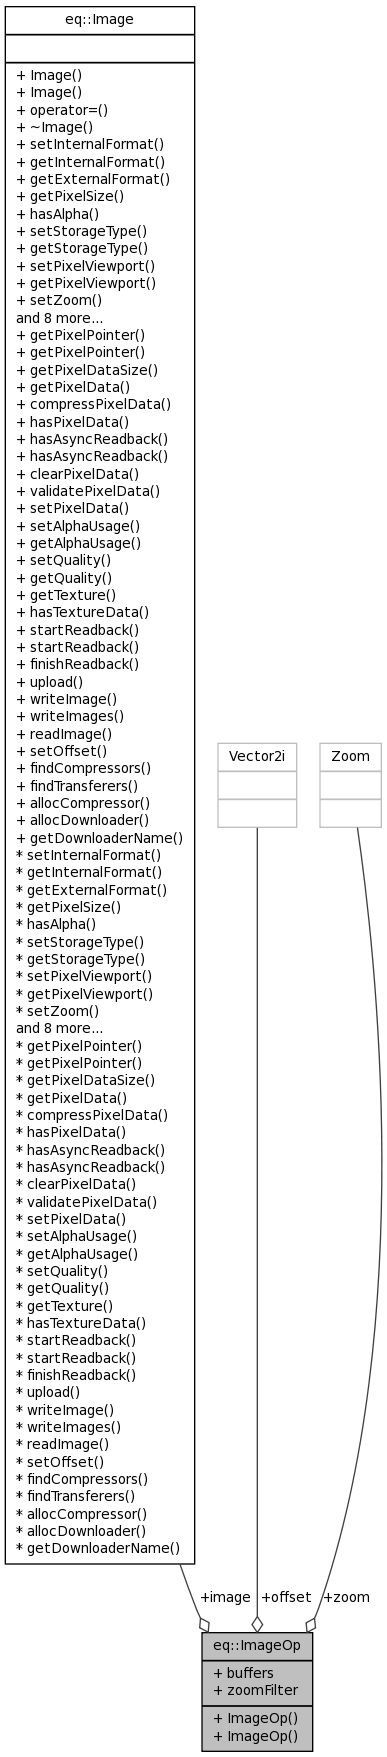 eq::Image
+ Image()
+ Image()
+ operator=()
+ ~Image()
+ setInternalFormat()
+ getInternalFormat()
+ getExternalFormat()
+ getPixelSize()
+ hasAlpha()
+ setStorageType()
+ getStorageType()
+ setPixelViewport()
+ getPixelViewport()
+ setZoom()
and 8 more...
+ getPixelPointer()
+ getPixelPointer()
+ getPixelDataSize()
+ getPixelData()
+ compressPixelData()
+ hasPixelData()
+ hasAsyncReadback()
+ hasAsyncReadback()
+ clearPixelData()
+ validatePixelData()
+ setPixelData()
+ setAlphaUsage()
+ getAlphaUsage()
+ setQuality()
+ getQuality()
+ getTexture()
+ hasTextureData()
+ startReadback()
+ startReadback()
+ finishReadback()
+ upload()
+ writeImage()
+ writeImages()
+ readImage()
+ setOffset()
+ findCompressors()
+ findTransferers()
+ allocCompressor()
+ allocDownloader()
+ getDownloaderName()
* setInternalFormat()
* getInternalFormat()
* getExternalFormat()
* getPixelSize()
* hasAlpha()
* setStorageType()
* getStorageType()
* setPixelViewport()
* getPixelViewport()
* setZoom()
and 8 more...
* getPixelPointer()
* getPixelPointer()
* getPixelDataSize()
* getPixelData()
* compressPixelData()
* hasPixelData()
* hasAsyncReadback()
* hasAsyncReadback()
* clearPixelData()
* validatePixelData()
* setPixelData()
* setAlphaUsage()
* getAlphaUsage()
* setQuality()
* getQuality()
* getTexture()
* hasTextureData()
* startReadback()
* startReadback()
* finishReadback()
* upload()
* writeImage()
* writeImages()
* readImage()
* setOffset()
* findCompressors()
* findTransferers()
* allocCompressor()
* allocDownloader()
* getDownloaderName()
Vector2i
Zoom
+image
+offset
+zoom
eq::ImageOp
+ buffers
+ zoomFilter
+ ImageOp()
+ ImageOp()